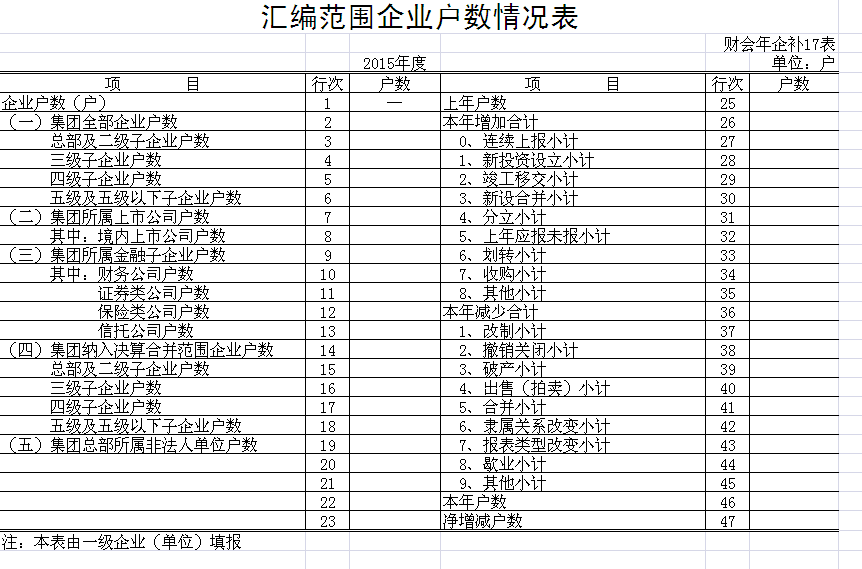 汇编范围企业户数情况表
财会年企补17表
2015年度 单位：户
项 目 行次 户数 项 目 行次 户数
企业户数（户） 1 — 上年户数 25
（一）集团全部企业户数 2 本年增加合计 26
总部及二级子企业户数 3 0、连续上报小计 27
三级子企业户数 4 1、新投资设立小计 28
四级子企业户数 5 2、竣工移交小计 29
五级及五级以下子企业户数 6 3、新设合并小计 30
（二）集团所属上市公司户数 7 4、分立小计 31
其中：境内上市公司户数 8 5、上年应报未报小计 32
（三）集团所属金融子企业户数 9 6、划转小计 33
其中：财务公司户数 10 7、收购小计 34
证券类公司户数 11 8、其他小计 35
保险类公司户数 12 本年减少合计 36
信托公司户数 13 1、改制小计 37
（四）集团纳入决算合并范围企业户数 14 2、撤销关闭小计 38
总部及二级子企业户数 15 3、破产小计 39
三级子企业户数 16 4、出售（拍卖）小计 40
四级子企业户数 17 5、合并小计 41
五级及五级以下子企业户数 18 6、隶属关系改变小计 42
（五）集团总部所属非法人单位户数 19 7、报表类型改变小计 43
20 8、歇业小计 44
21 9、其他小计 45
22 本年户数 46
23 净增减户数 47
注：本表由一级企业（单位）填报